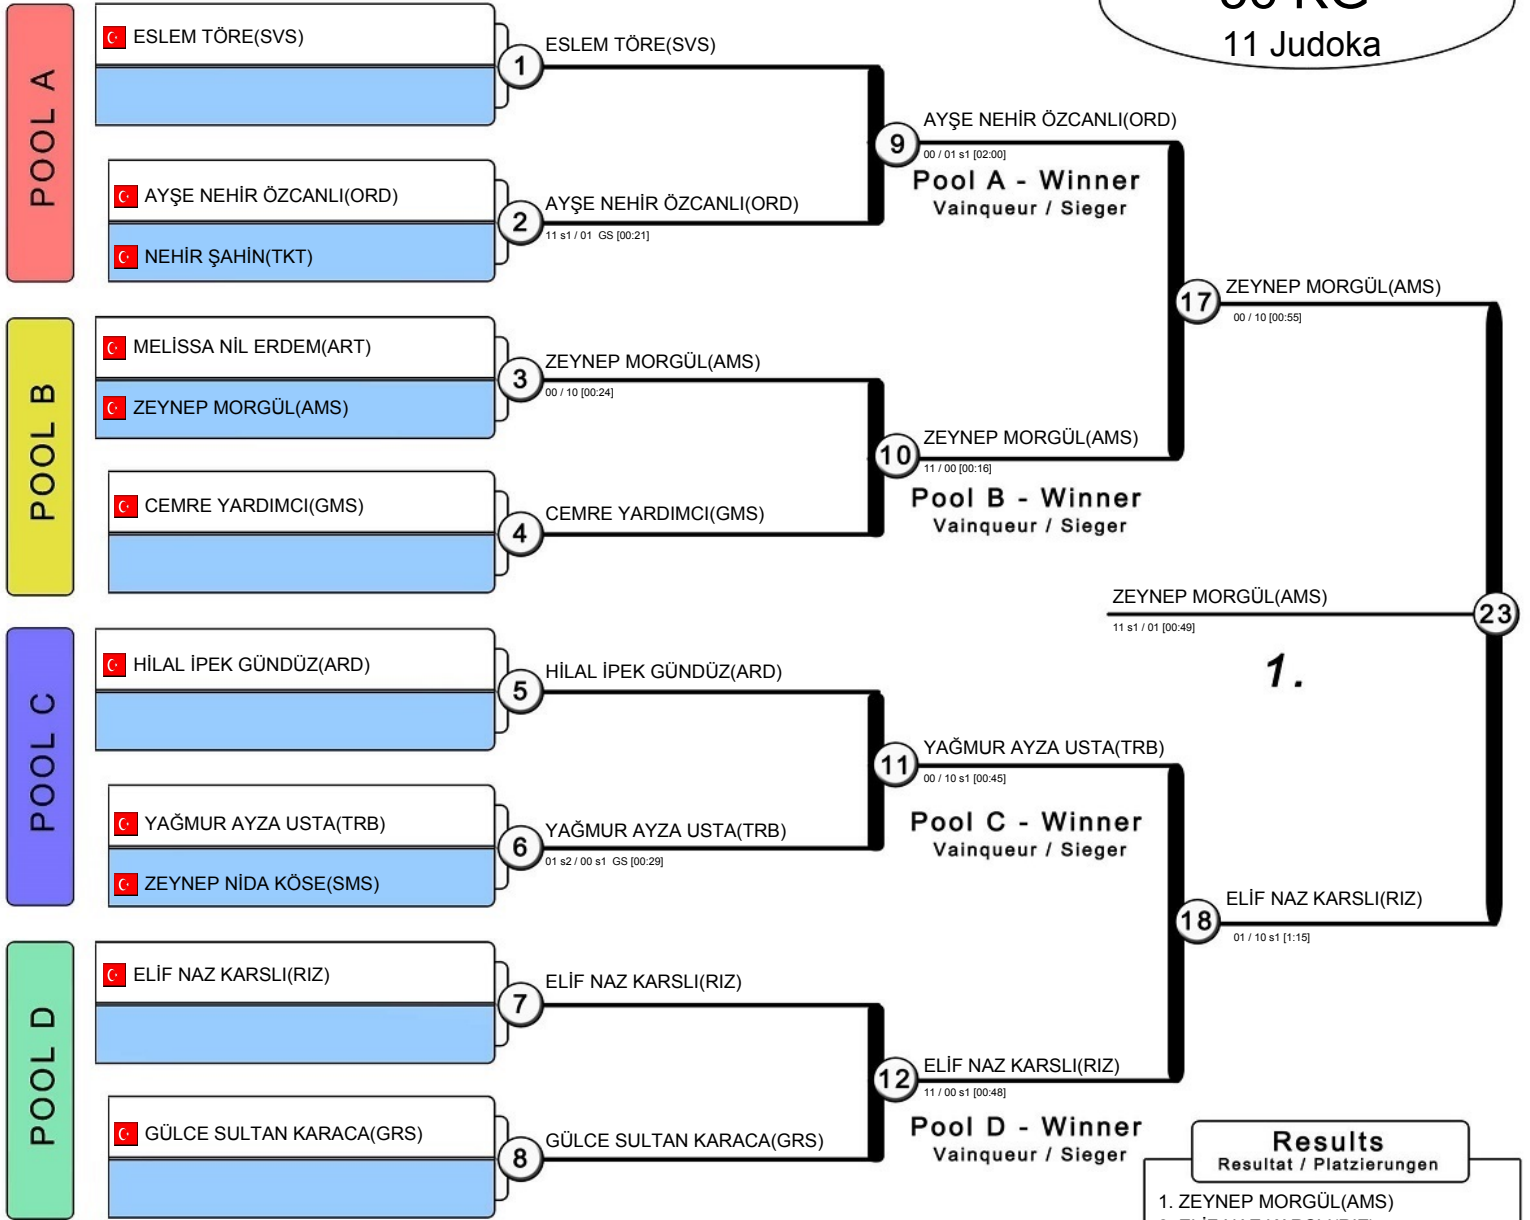 11 Judoka
POOL A
ESLEM TÖRE(SVS)
1
ESLEM TÖRE(SVS)
AYŞE NEHİR ÖZCANLI(ORD)
NEHİR ŞAHİN(TKT)
2
AYŞE NEHİR ÖZCANLI(ORD)
11 s1 / 01 GS [00:21]
9
AYŞE NEHİR ÖZCANLI(ORD)
00 / 01 s1 [02:00]
Pool A - Winner
Vainqueur / Sieger
POOL B
MELİSSA NİL ERDEM(ART)
ZEYNEP MORGÜL(AMS)
3
ZEYNEP MORGÜL(AMS)
00 / 10 [00:24]
CEMRE YARDIMCI(GMS)
4
CEMRE YARDIMCI(GMS)
10
ZEYNEP MORGÜL(AMS)
11 / 00 [00:16]
Pool B - Winner
Vainqueur / Sieger
17
ZEYNEP MORGÜL(AMS)
00 / 10 [00:55]
POOL C
HİLAL İPEK GÜNDÜZ(ARD)
5
HİLAL İPEK GÜNDÜZ(ARD)
YAĞMUR AYZA USTA(TRB)
ZEYNEP NİDA KÖSE(SMS)
6
YAĞMUR AYZA USTA(TRB)
01 s2 / 00 s1 GS [00:29]
11
YAĞMUR AYZA USTA(TRB)
00 / 10 s1 [00:45]
Pool C - Winner
Vainqueur / Sieger
POOL D
ELİF NAZ KARSLI(RIZ)
7
ELİF NAZ KARSLI(RIZ)
GÜLCE SULTAN KARACA(GRS)
8
GÜLCE SULTAN KARACA(GRS)
12
ELİF NAZ KARSLI(RIZ)
11 / 00 s1 [00:48]
Pool D - Winner
Vainqueur / Sieger
18
ELİF NAZ KARSLI(RIZ)
01 / 10 s1 [1:15]
ZEYNEP MORGÜL(AMS)
11 s1 / 01 [00:49]
23
1.
Results
Resultat / Platzierungen
1. ZEYNEP MORGÜL(AMS)